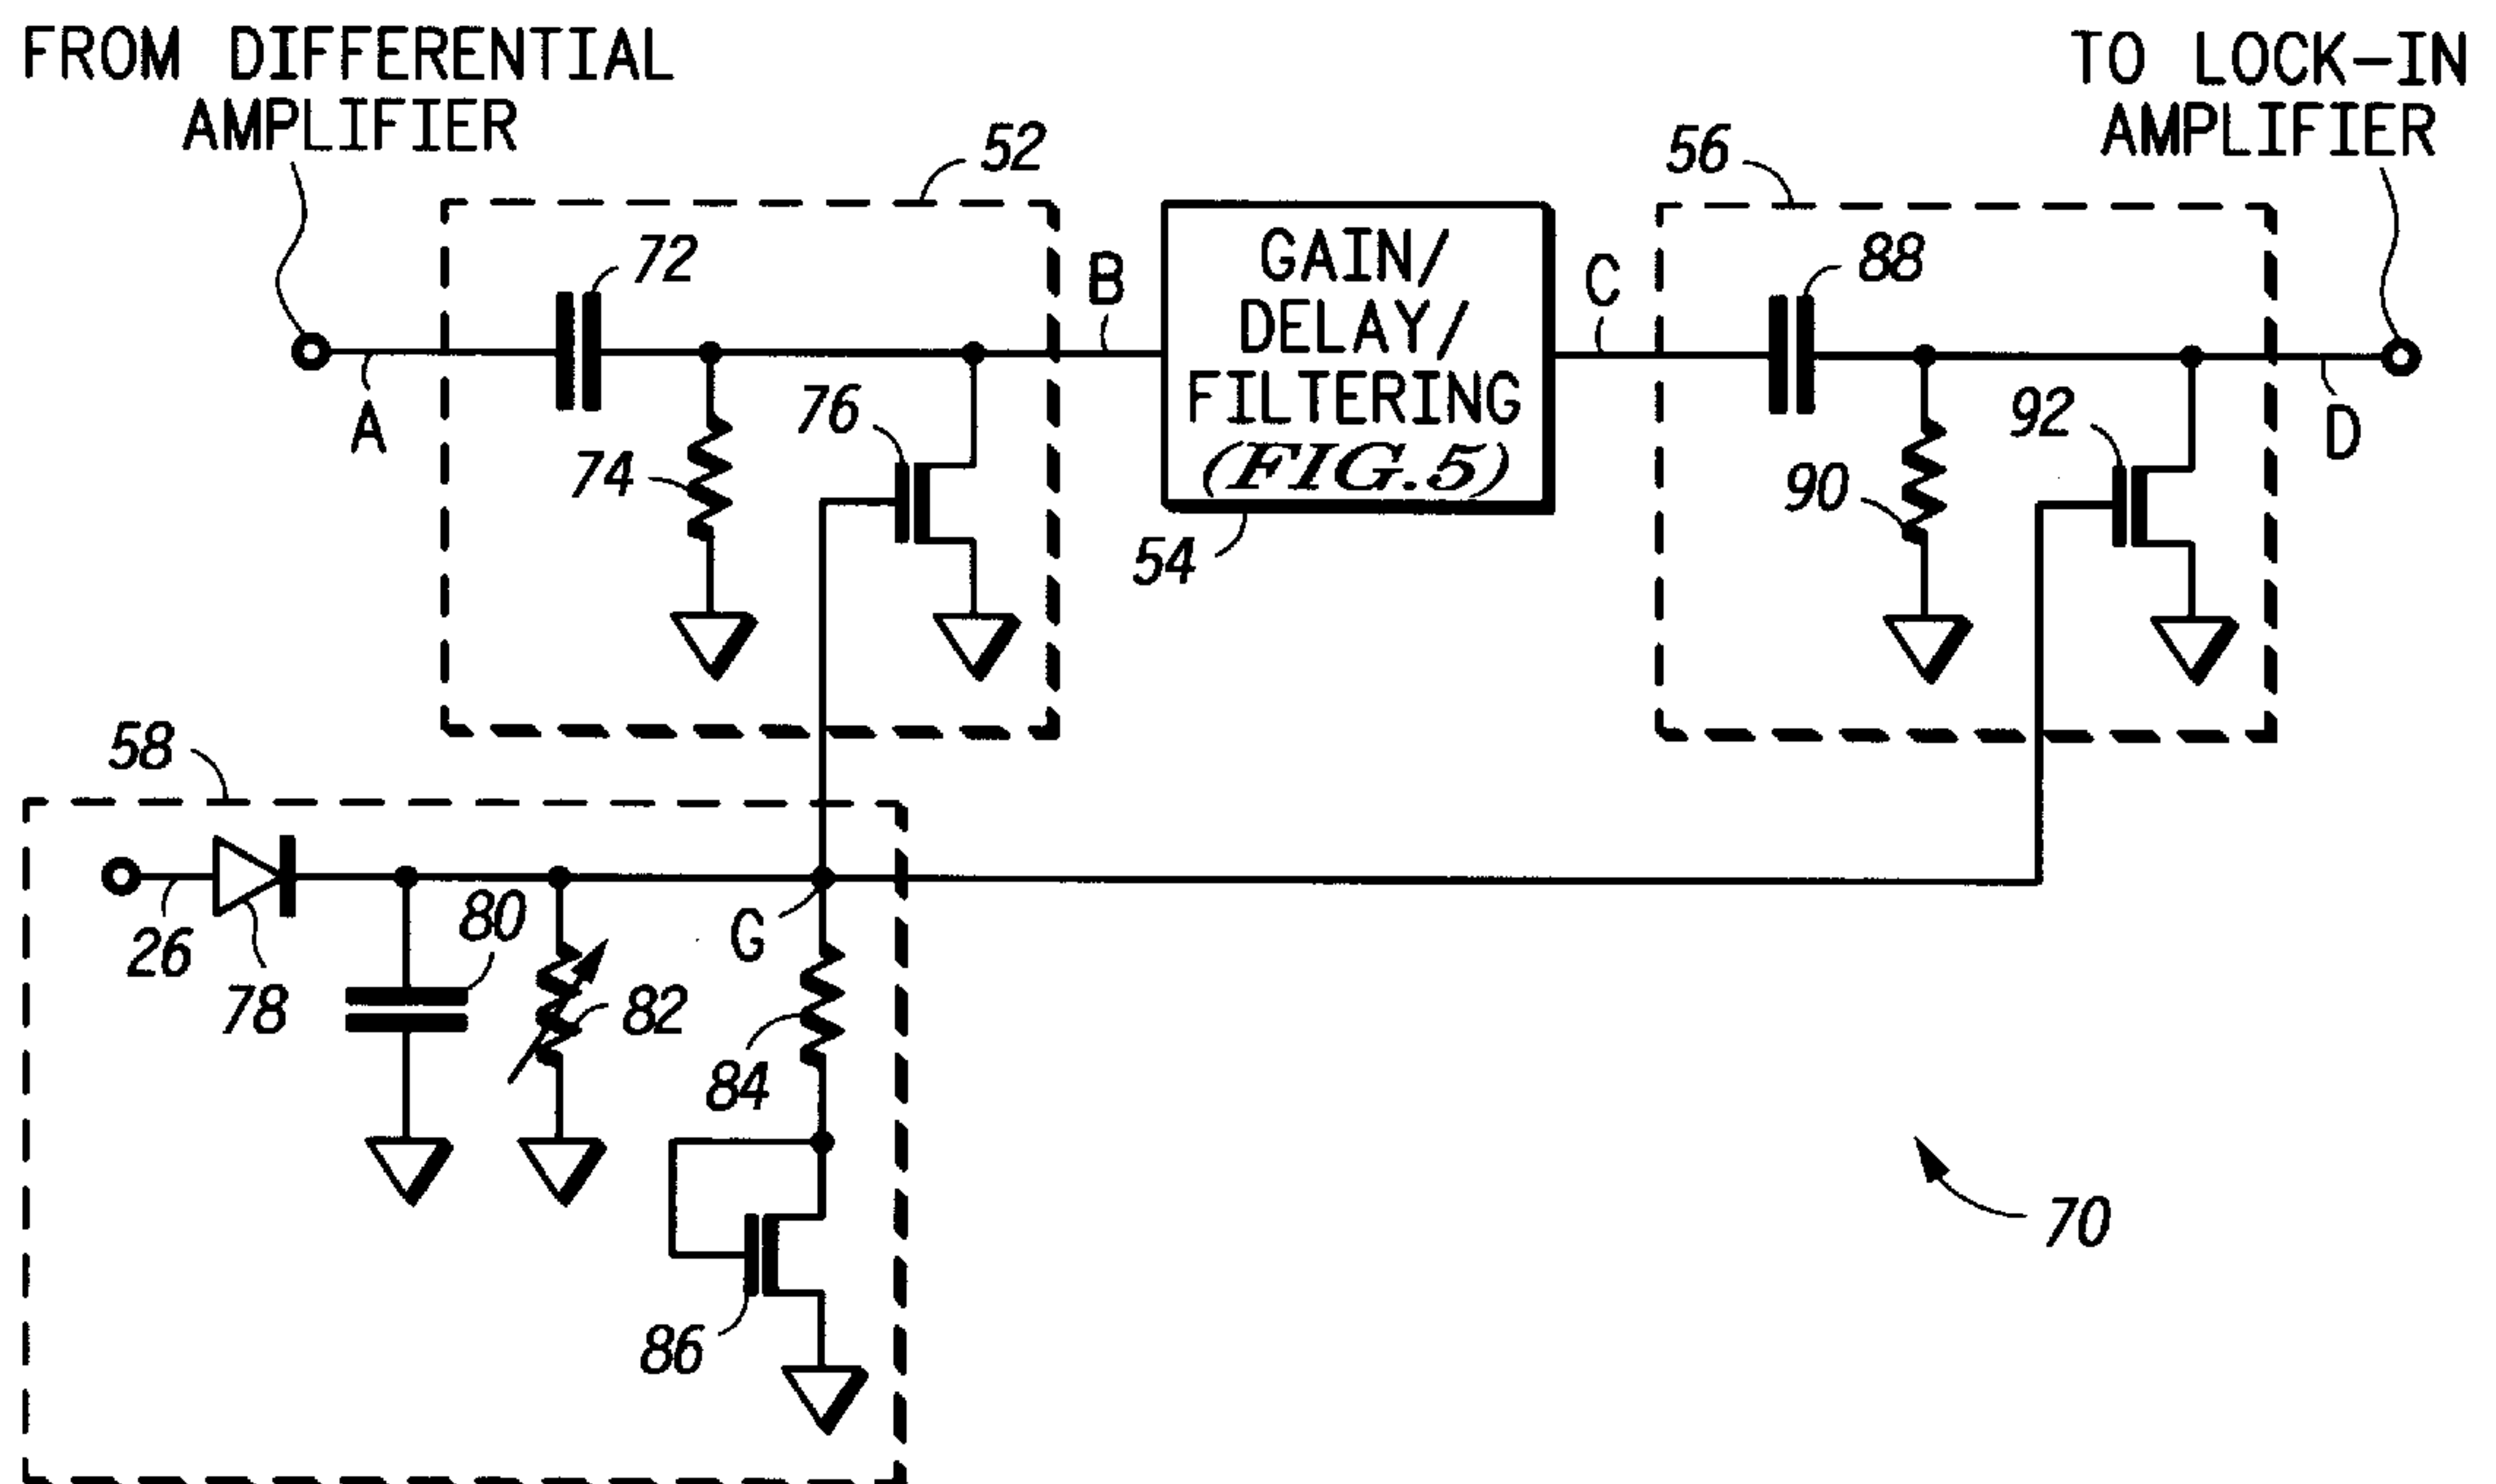 FROM DIFFERENTIAL
AMPLIFIER
TO LOCK-IN
AMPLIFIER
52
56
72
88
B
C
A
D
GAIN/
DELAY/
FILTERING
(FIG.5)
76
74
92
90
54
58
26
78
80
82
G
84
86
70